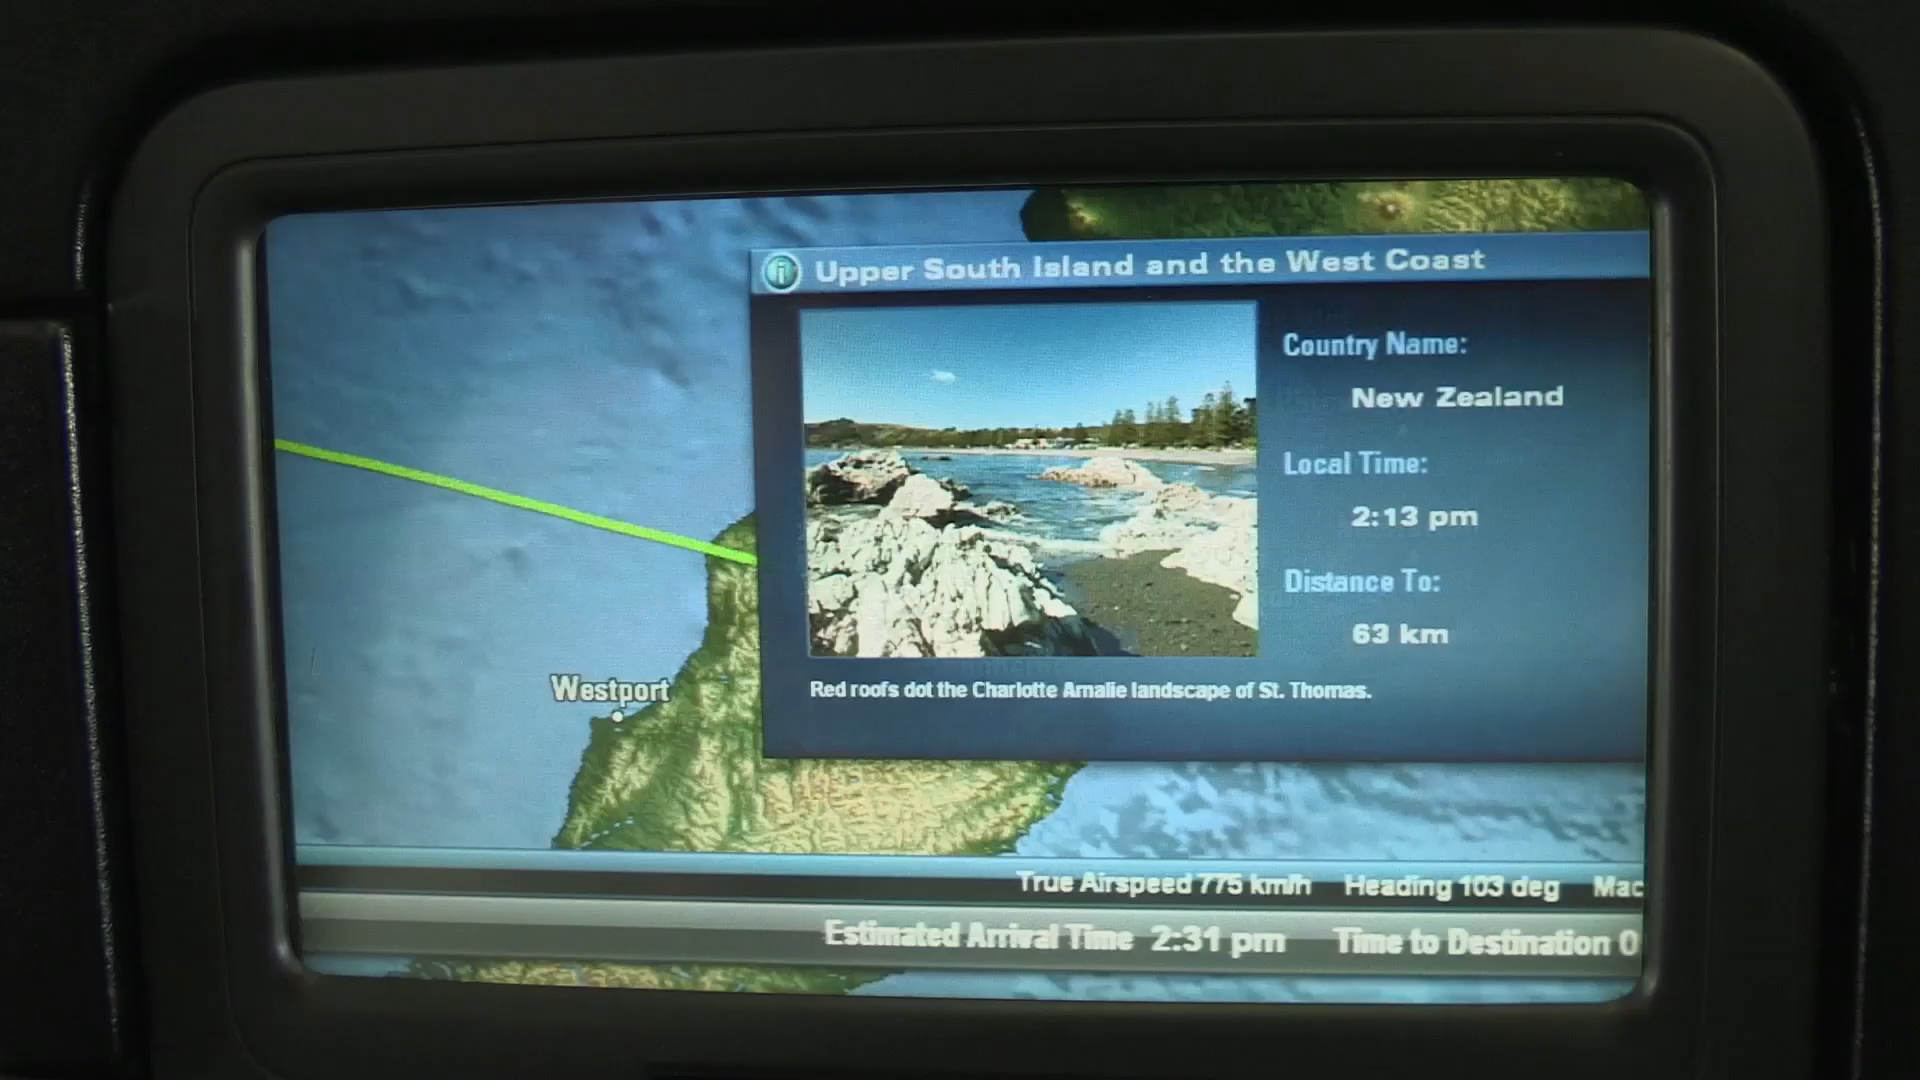 Upper South Island and the West Coast
Country Name:
New Zealand
Local Time:
2:13 pm
Distance To:
63 km
Red roofs dot the Charlotte Amalie landscape of St. Thomas.
Westport
True Airspeed 775 km/h Heading 103 deg Mac
Estimated Arrival Time 2:31 pm Time to Destination 0